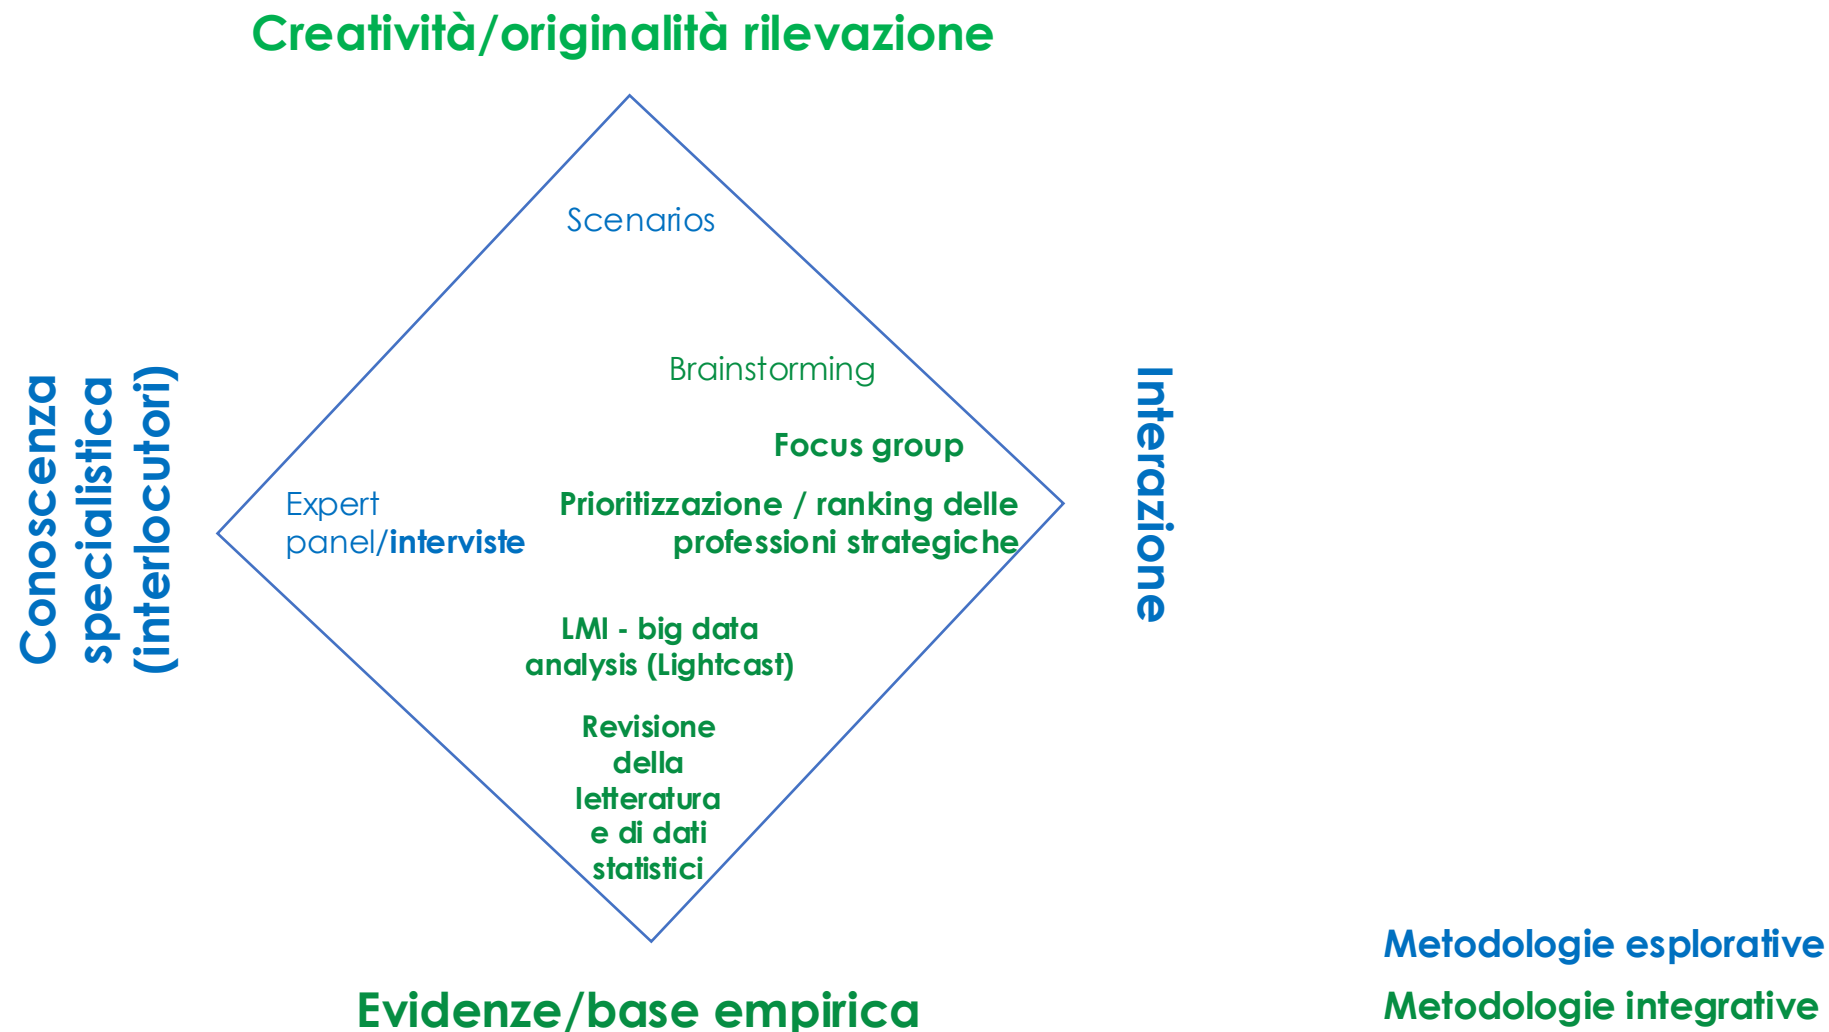 Creatività/originalità rilevazione
Scenarios
Brainstorming
Focus group
Conoscenza
specialistica
(interlocutori)
Expert
panel/interviste
Prioritizzazione / ranking delle
professioni strategiche
Interazione
LMI - big data
analysis (Lightcast)
Revisione
della
letteratura
e di dati
statistici
Evidenze/base empirica
Metodologie esplorative
Metodologie integrative